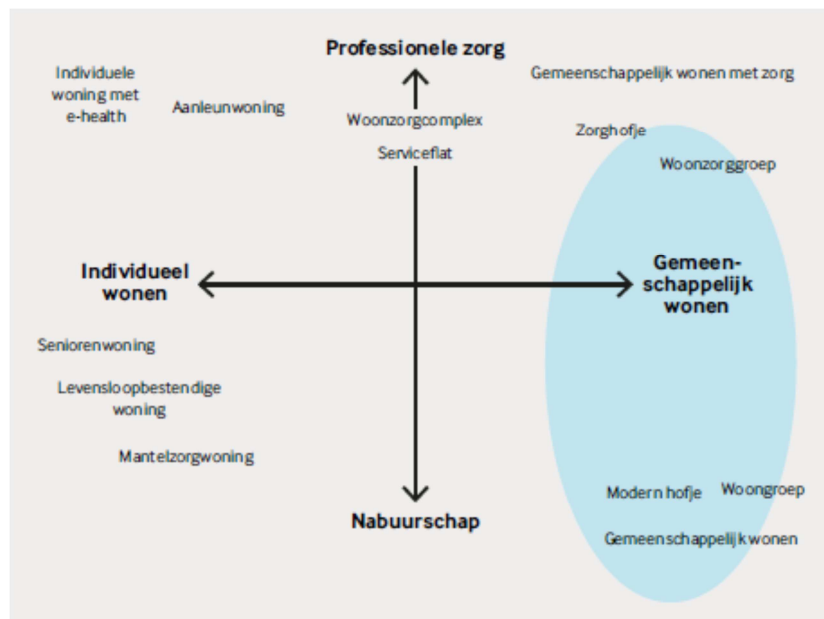 Professionele zorg
Individuele
woning met
e-health
Aanleunwoning
Woonzorgcomplex
Serviceflat
Gemeenschappelijk wonen met zorg
Zorghofje
Woonzorggroep
Individueel
wonen
Gemeen-
schappelijk
wonen
Seniorenwoning
Levensloopbestendige
woning
Mantelzorgwoning
Nabuurschap
Modern hofje
Woongroep
Gemeenschappelijk wonen